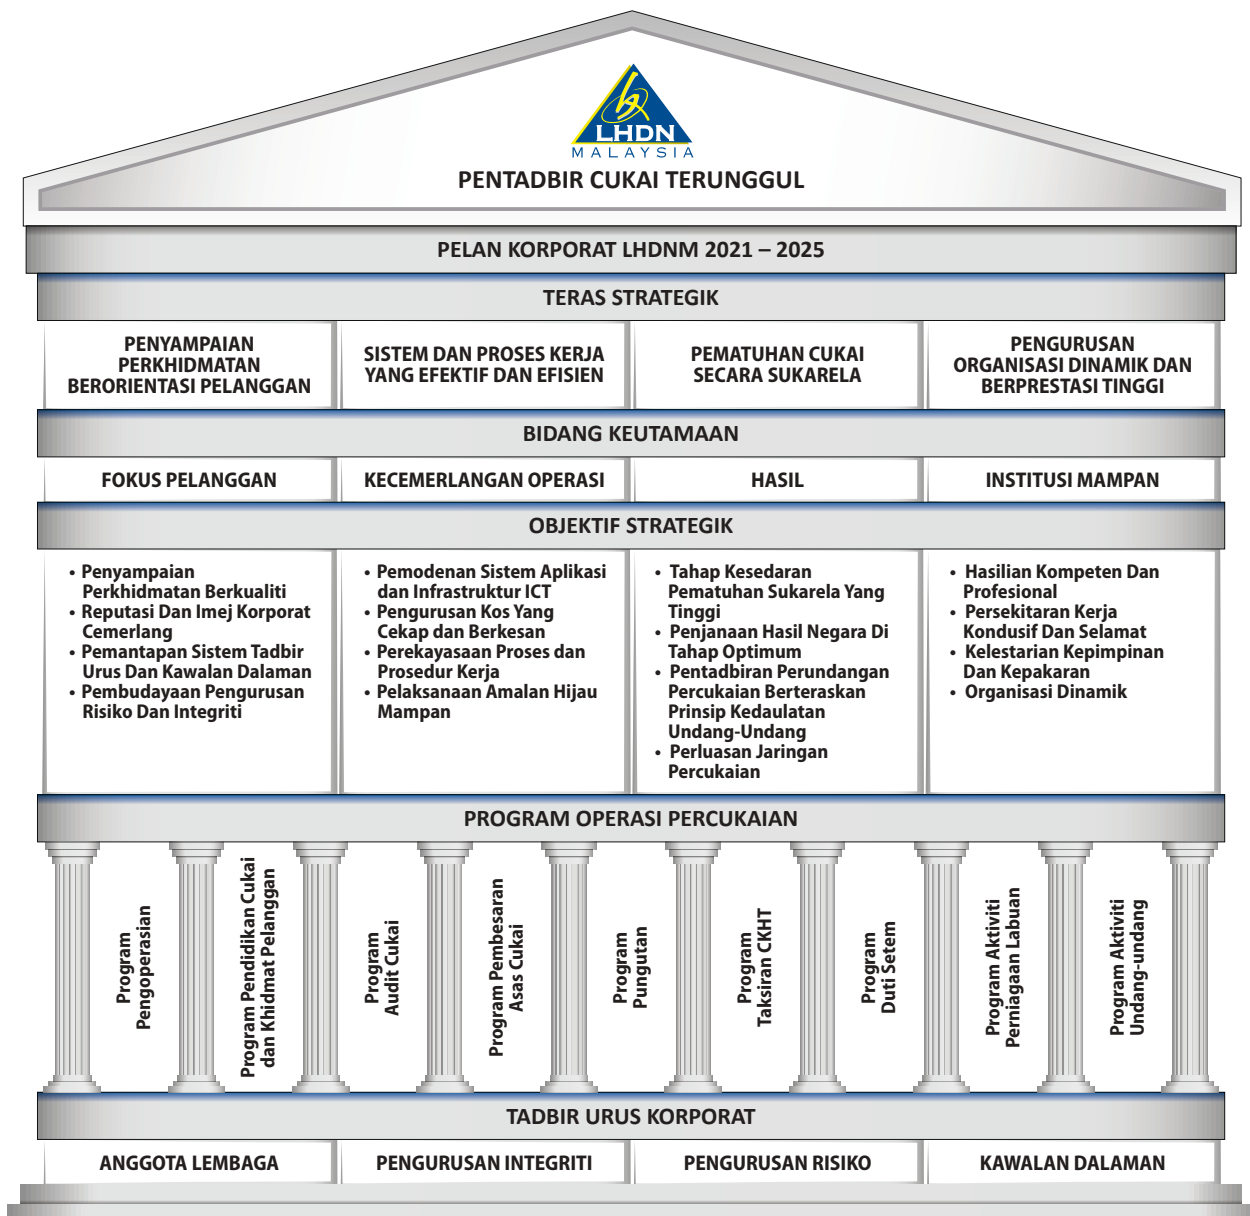 LHDN
MALAYSIA
PENTADBIR CUKAI TERUNGGUL
PELAN KORPORAT LHDNM 2021 – 2025
TERAS STRATEGIK
PENYAMPAIAN
PERKHIDMATAN
BERORIENTASI PELANGGAN
SISTEM DAN PROSES KERJA
YANG EFEKTIF DAN EFISIEN
PEMATUHAN CUKAI
SECARA SUKARELA
PENGURUSAN
ORGANISASI DINAMIK DAN
BERPRESTASI TINGGI
BIDANG KEUTAMAAN
FOKUS PELANGGAN
KECEMERLANGAN OPERASI
HASIL
INSTITUSI MAMPAN
OBJEKTIF STRATEGIK
• Penyampaian
Perkhidmatan Berkualiti
• Reputasi Dan Imej Korporat
Cemerlang
• Pemantapan Sistem Tadbir
Urus Dan Kawalan Dalaman
• Pembudayaan Pengurusan
Risiko Dan Integriti
• Pemodenan Sistem Aplikasi
dan Infrastruktur ICT
• Pengurusan Kos Yang
Cekap dan Berkesan
• Perekayasaan Proses dan
Prosedur Kerja
• Pelaksanaan Amalan Hijau
Mampan
• Tahap Kesedaran
Pematuhan Sukarela Yang
Tinggi
• Penjanaan Hasil Negara Di
Tahap Optimum
• Pentadbiran Perundangan
Percukaian Berteraskan
Prinsip Kedaulatan
Undang-Undang
• Perluasan Jaringan
Percukaian
• Hasilian Kompeten Dan
Profesional
• Persekitaran Kerja
Kondusif Dan Selamat
• Kelestarian Kepimpinan
Dan Kepakaran
• Organisasi Dinamik
PROGRAM OPERASI PERCUKAIAN
Program
Pengoperasian
Program Pendidikan Cukai
dan Khidmat Pelanggan
Program
Audit Cukai
Program Pembesaran
Asas Cukai
Program
Pungutan
Program
Taksiran CKHT
Program
Duti Setem
Program Aktiviti
Perniagaan Labuan
Program Aktiviti
Undang-undang
TADBIR URUS KORPORAT
ANGGOTA LEMBAGA
PENGURUSAN INTEGRITI
PENGURUSAN RISIKO
KAWALAN DALAMAN